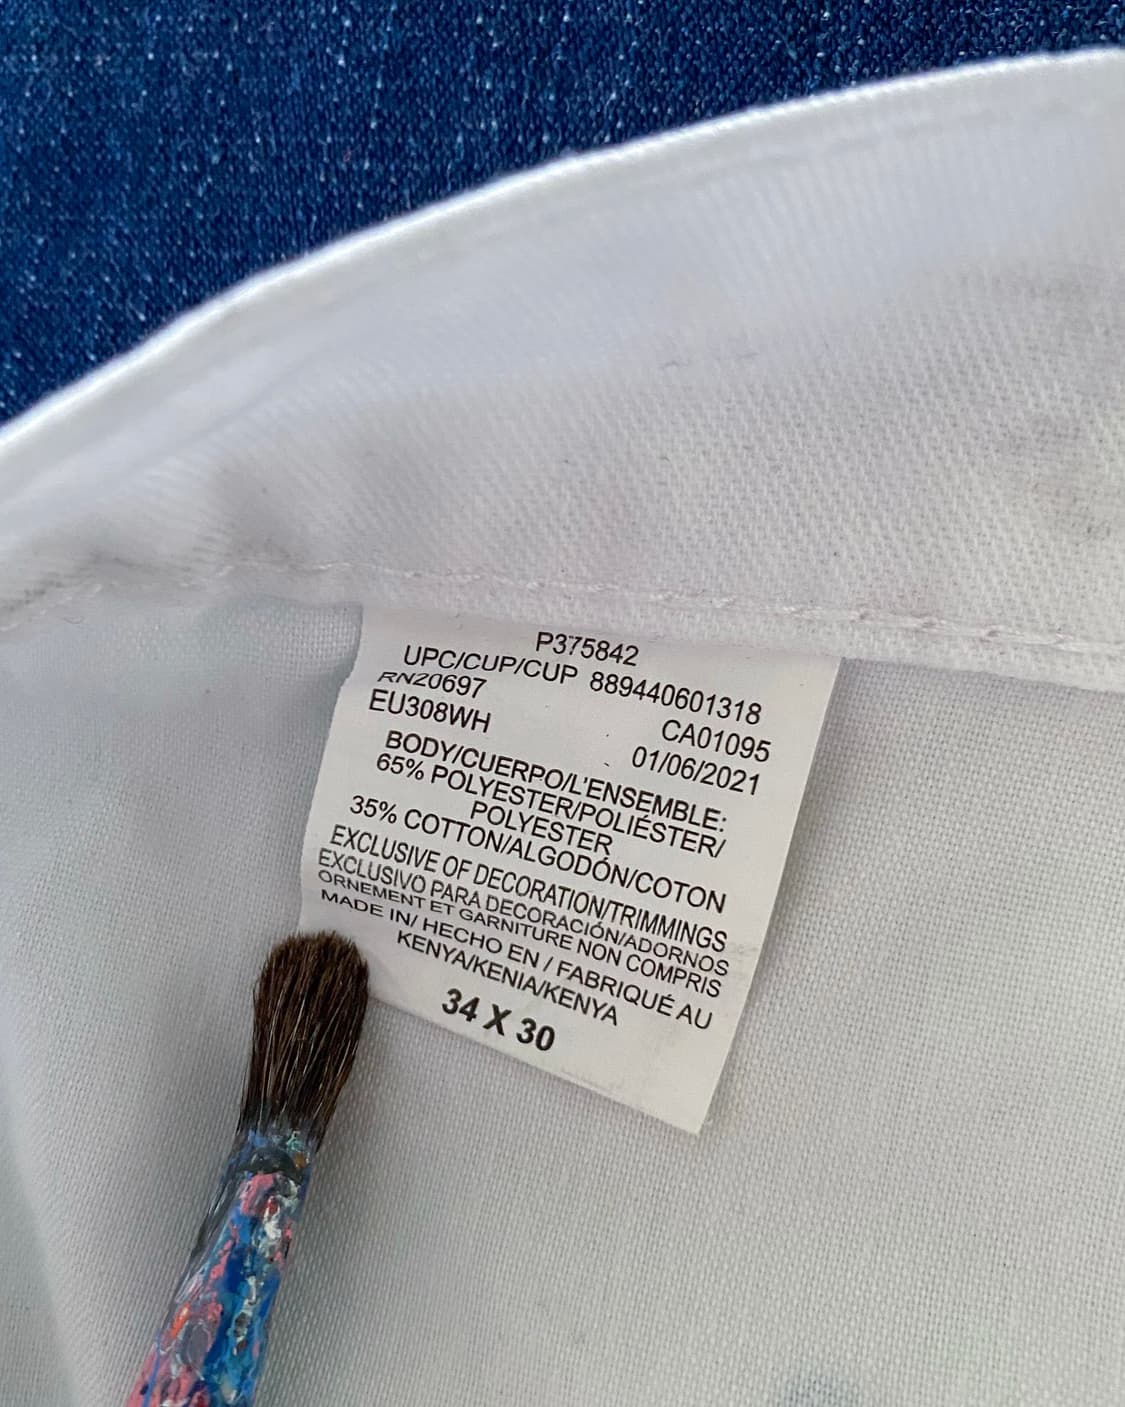 P375842
UPC/CUP/CUP 889440601318
RN20697 CA01095
EU308WH 01/06/2021
BODY/CUERPO/L'ENSEMBLE:
65% POLYESTER/POLIÉSTER/
POLYESTER
35% COTTON/ALGODÓN/COTON
EXCLUSIVE OF DECORATION/TRIMMINGS
EXCLUSIVO PARA DECORACIÓN/ADORNOS
ORNEMENT ET GARNITURE NON COMPRIS
MADE IN/ HECHO EN / FABRIQUÉ AU
KENYA/KENIA/KENYA
34 X 30